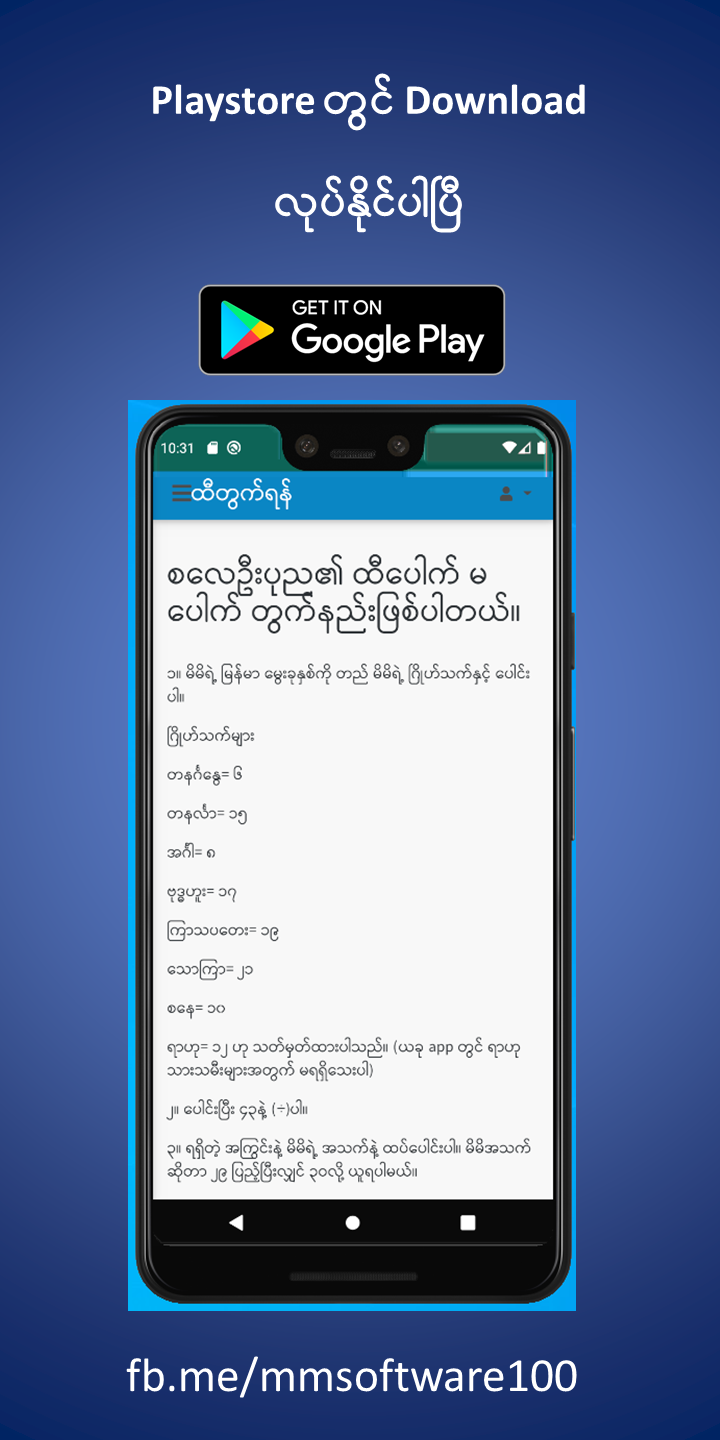 Playstore တွင် Download
လုပ်နိုင်ပါပြီ
GET IT ON
Google Play
10:31
ထီတွက်ရန်
စလေဦးပုည၏ ထီပေါက် မ
ပေါက် တွက်နည်းဖြစ်ပါတယ်။
၁။ မိမိရဲ့ မြန်မာ မွေးခုနှစ်ကို တည် မိမိရဲ့ ဂြိုဟ်သက်နှင့် ပေါင်း
ပါ။
ဂြိုဟ်သက်များ
တနင်္ဂနွေ= ၆
တနင်္လာ= ၁၅
အင်္ဂါ= ၈
ဗုဒ္ဓဟူး= ၁၇
ကြာသပတေး= ၁၉
သောကြာ= ၂၁
စနေ= ၁၀
ရာဟု= ၁၂ ဟု သတ်မှတ်ထားပါသည်။ (ယခု app တွင် ရာဟု
သားသမီးများအတွက် မရရှိသေးပါ)
၂။ ပေါင်းပြီး ၄၃နဲ့ (÷)ပါ။
၃။ ရရှိတဲ့ အကြွင်းနဲ့ မိမိရဲ့ အသက်နဲ့ ထပ်ပေါင်းပါ။ မိမိအသက်
ဆိုတာ ၂၉ ပြည့်ပြီးလျှင် ၃၀လို့ ယူရပါမယ်။
fb.me/mmsoftware100